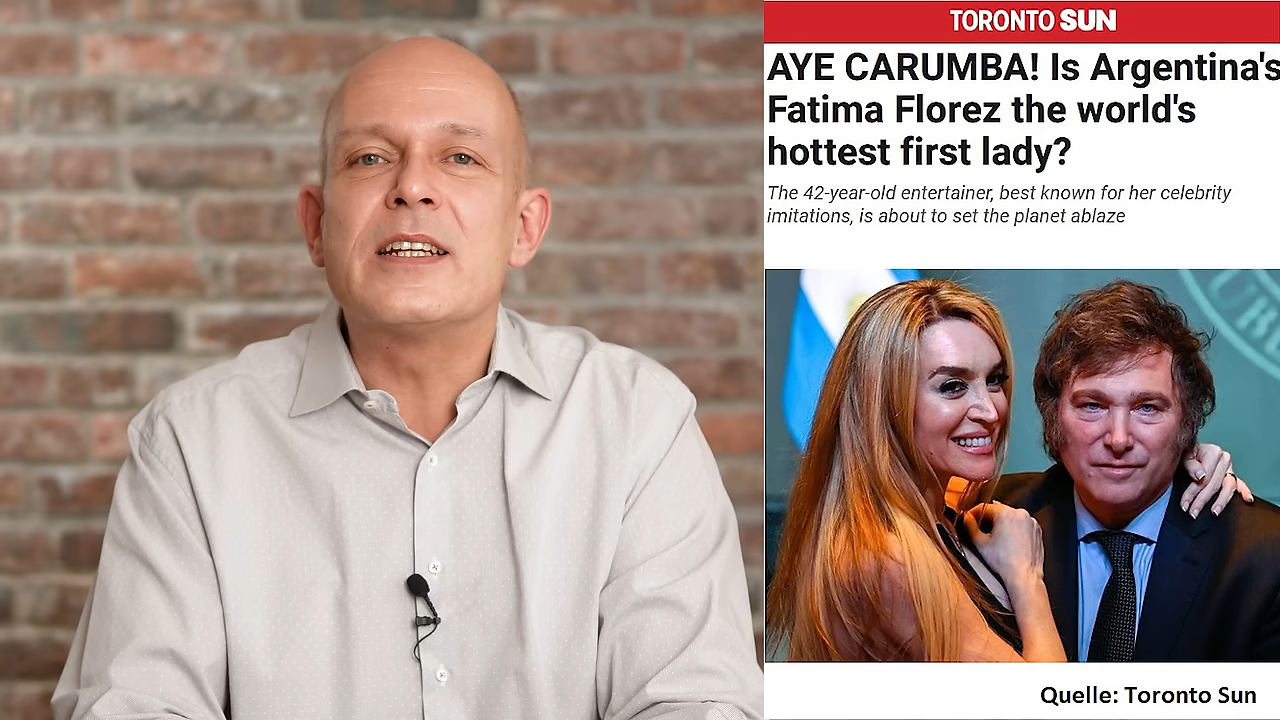 TORONTO SUN
AYE CARUMBA! Is Argentina's
Fatima Florez the world's
hottest first lady?
The 42-year-old entertainer, best known for her celebrity
imitations, is about to set the planet ablaze
UB
Quelle: Toronto Sun